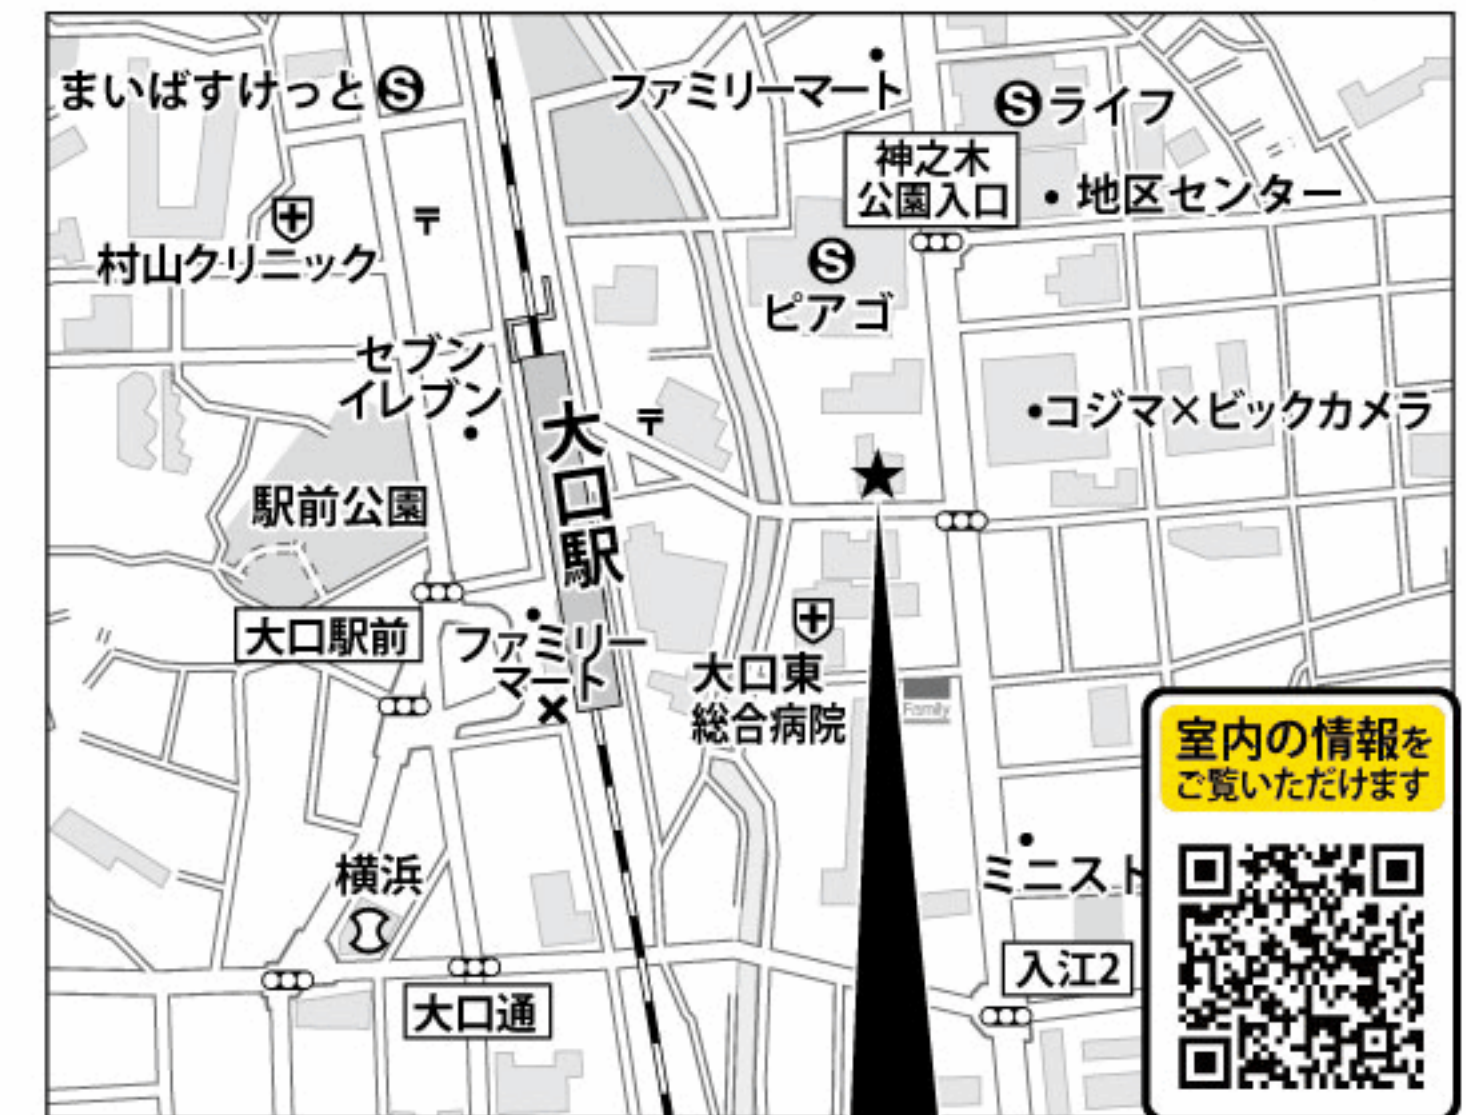 まいばすけっと
ファミリーマート
ライフ
神之木
公園入口
地区センター
村山クリニック
ピアゴ
セブン
イレブン
コジマ×ビックカメラ
大口駅
駅前公園
大口駅前
ファミリー
マート
大口東
総合病院
Family
室内の情報を
ご覧いただけます
横浜
ミニスト
入江2
大口通